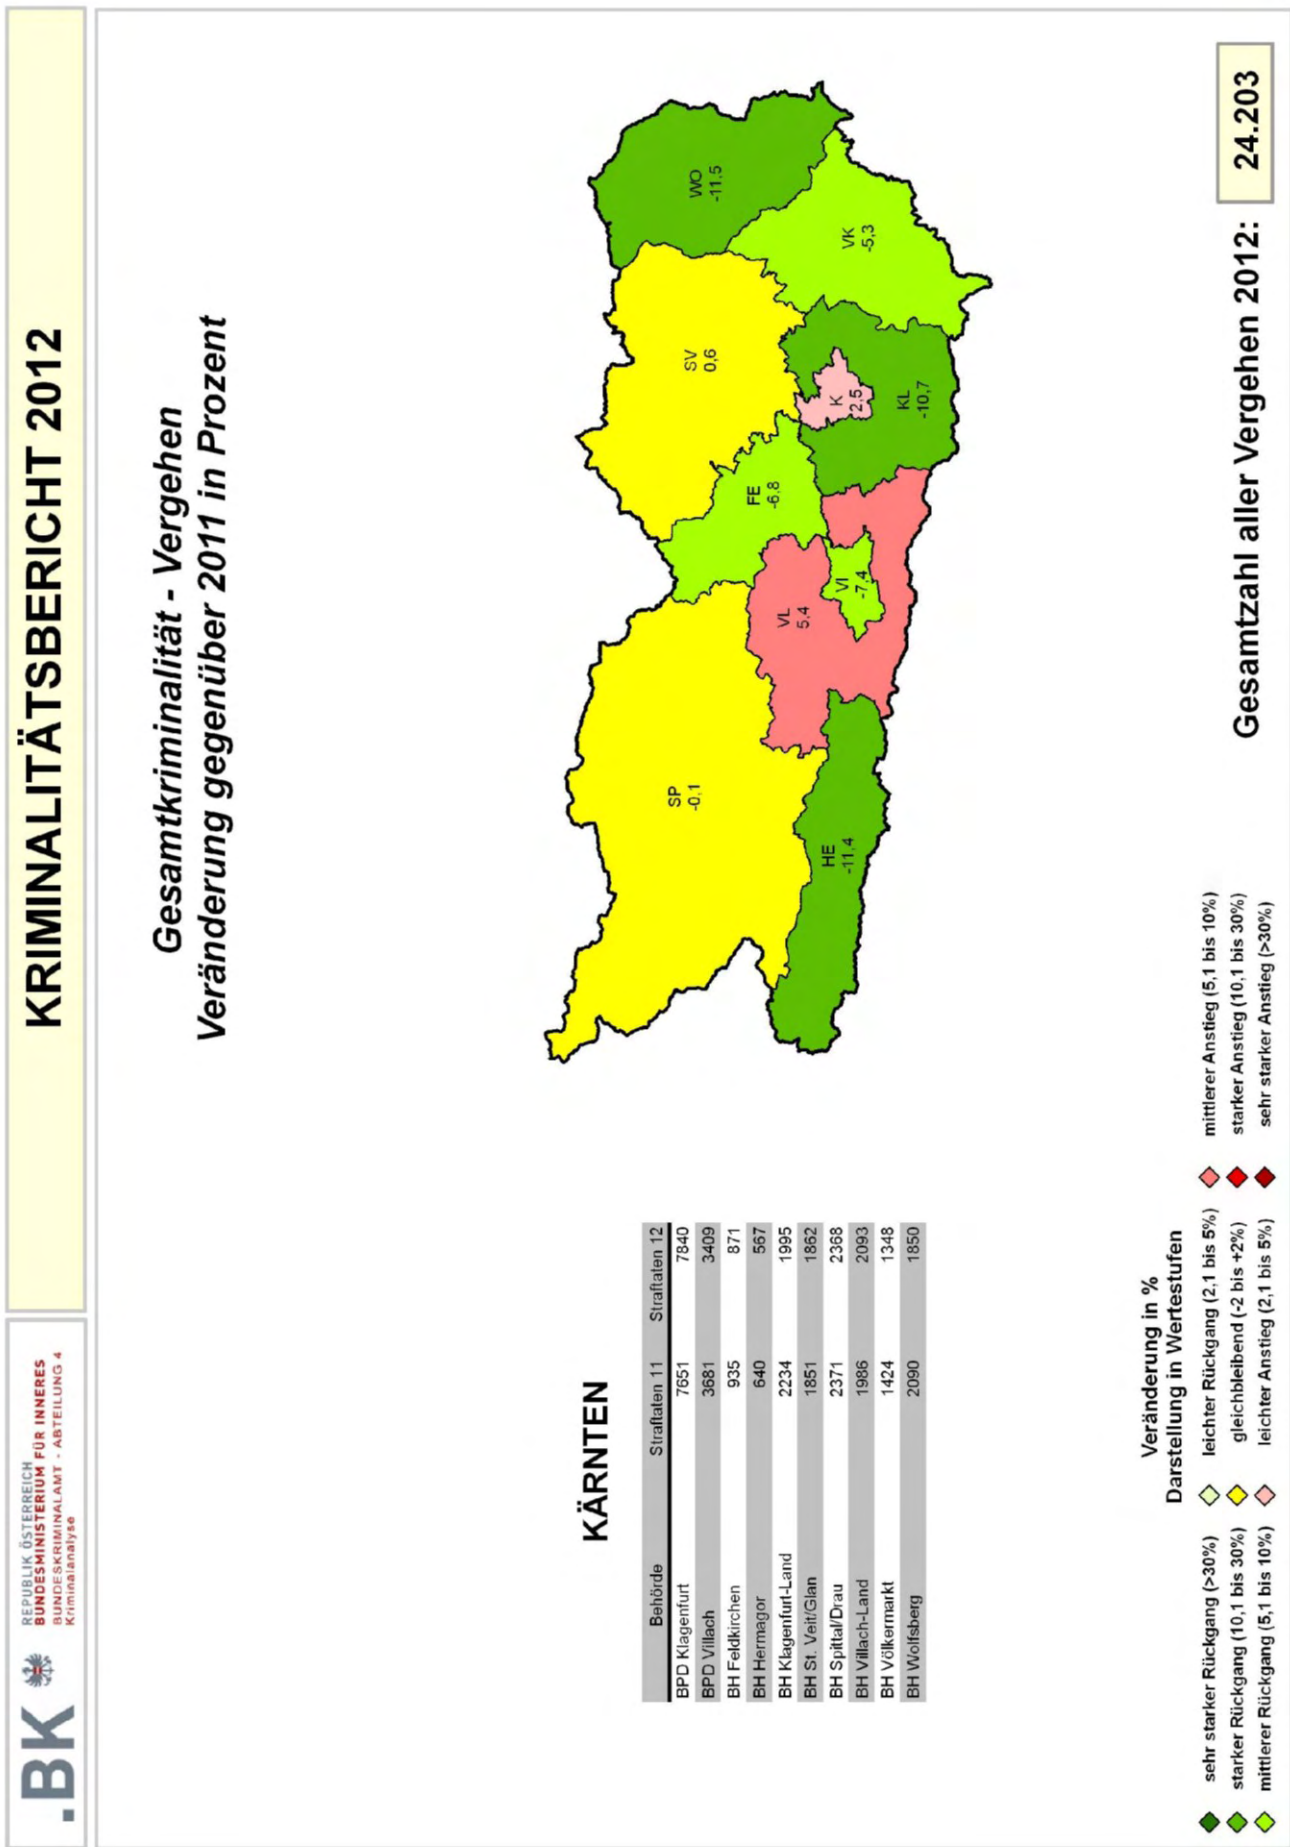 .BK
REPUBLIK ÖSTERREICH
BUNDESMINISTERIUM FÜR INNERES
BUNDESKRIMINALAMT - ABTEILUNG 4
Kriminalanalyse
KRIMINALITÄTSBERICHT 2012
Gesamtkriminalität - Vergehen
Veränderung gegenüber 2011 in Prozent
KÄRNTEN
Behörde Straftaten 11 Straftaten 12
BPD Klagenfurt 7651 7840
BPD Villach 3681 3409
BH Feldkirchen 935 871
BH Hermagor 640 567
BH Klagenfurt-Land 2234 1995
BH St. Veit/Glan 1851 1862
BH Spittal/Drau 2371 2368
BH Villach-Land 1986 2093
BH Völkermarkt 1424 1348
BH Wolfsberg 2090 1850
SP
-0,1
HE
-11,4
VL
5,4
VI
-7,4
FE
-6,8
SV
0,6
K
2,5
KL
-10,7
VK
-5,3
WO
-11,5
Veränderung in %
Darstellung in Wertestufen
sehr starker Rückgang (>30%)
starker Rückgang (10,1 bis 30%)
mittlerer Rückgang (5,1 bis 10%)
leichter Rückgang (2,1 bis 5%)
gleichbleibend (-2 bis +2%)
leichter Anstieg (2,1 bis 5%)
mittlerer Anstieg (5,1 bis 10%)
starker Anstieg (10,1 bis 30%)
sehr starker Anstieg (>30%)
Gesamtzahl aller Vergehen 2012: 24.203